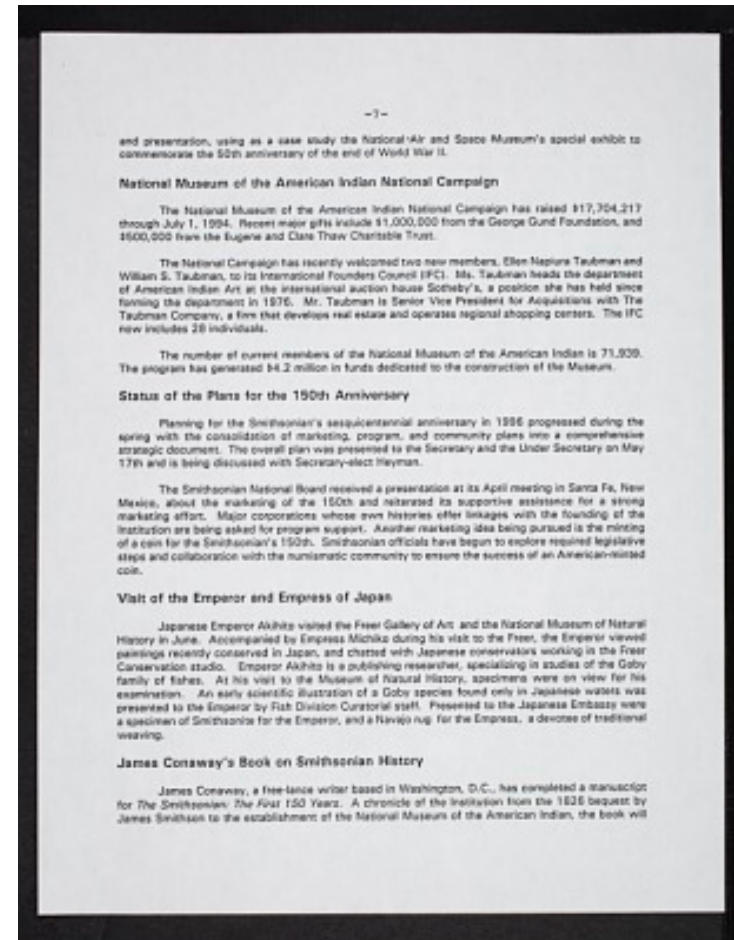 -7-
and presentation, using as a case study the National Air and Space Museum's special exhibit to
commemorate the 50th anniversary of the end of World War II.
National Museum of the American Indian National Campaign
The National Museum of the American Indian National Campaign has raised $17,704,217
through July 1, 1994. Recent major gifts include $1,000,000 from the George Gund Foundation, and
$500,000 from the Eugene and Clare Thaw Charitable Trust.
The National Campaign has recently welcomed two new members, Ellen Napiura Taubman and
William S. Taubman, to its International Founders Council (IFC). Ms. Taubman heads the department
of American Indian Art at the international auction house Sotheby's, a position she has held since
forming the department in 1976. Mr. Taubman is Senior Vice President for Acquisitions with The
Taubman Company, a firm that develops real estate and operates regional shopping centers. The IFC
now includes 28 individuals.
The number of current members of the National Museum of the American Indian is 71,939.
The program has generated $4.2 million in funds dedicated to the construction of the Museum.
Status of the Plans for the 150th Anniversary
Planning for the Smithsonian's sesquicentennial anniversary in 1996 progressed during the
spring with the consolidation of marketing, program, and community plans into a comprehensive
strategic document. The overall plan was presented to the Secretary and the Under Secretary on May
17th and is being discussed with Secretary-elect Heyman.
The Smithsonian National Board received a presentation at its April meeting in Santa Fe, New
Mexico, about the marketing of the 150th and reiterated its supportive assistance for a strong
marketing effort. Major corporations whose own histories offer linkages with the founding of the
Institution are being asked for program support. Another marketing idea being pursued is the minting
of a coin for the Smithsonian's 150th. Smithsonian officials have begun to explore required legislative
steps and collaboration with the numismatic community to ensure the success of an American-minted
coin.
Visit of the Emperor and Empress of Japan
Japanese Emperor Akihito visited the Freer Gallery of Art and the National Museum of Natural
History in June. Accompanied by Empress Michiko during his visit to the Freer, the Emperor viewed
paintings recently conserved in Japan, and chatted with Japanese conservators working in the Freer
Conservation studio. Emperor Akihito is a publishing researcher, specializing in studies of the Goby
family of fishes. At his visit to the Museum of Natural History, specimens were on view for his
examination. An early scientific illustration of a Goby species found only in Japanese waters was
presented to the Emperor by Fish Division Curatorial staff. Presented to the Japanese Embassy were
a specimen of Smithsonite for the Emperor, and a Navajo rug for the Empress, a devotee of traditional
weaving.
James Conaway's Book on Smithsonian History
James Conaway, a free-lance writer based in Washington, D.C., has completed a manuscript
for The Smithsonian: The First 150 Years. A chronicle of the Institution from the 1826 bequest by
James Smithson to the establishment of the National Museum of the American Indian, the book will